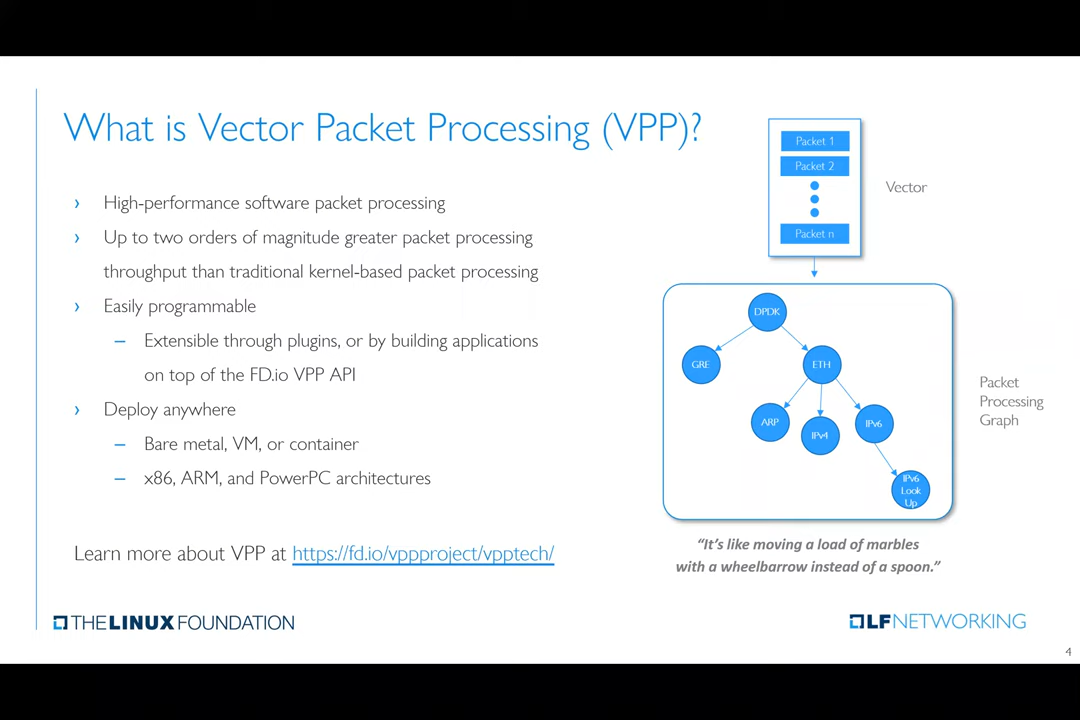 What is Vector Packet Processing (VPP)?
› High-performance software packet processing
› Up to two orders of magnitude greater packet processing
throughput than traditional kernel-based packet processing
› Easily programmable
– Extensible through plugins, or by building applications
on top of the FD.io VPP API
› Deploy anywhere
– Bare metal, VM, or container
– x86, ARM, and PowerPC architectures
Learn more about VPP at https://fd.io/vppproject/vpptech/
Packet 1
Packet 2
Packet n
Vector
DPDK
GRE
ETH
ARP
IPv4
IPv6
IPv6
Look
Up
Packet
Processing
Graph
“It’s like moving a load of marbles
with a wheelbarrow instead of a spoon.”
THE LINUX FOUNDATION
LF NETWORKING
4